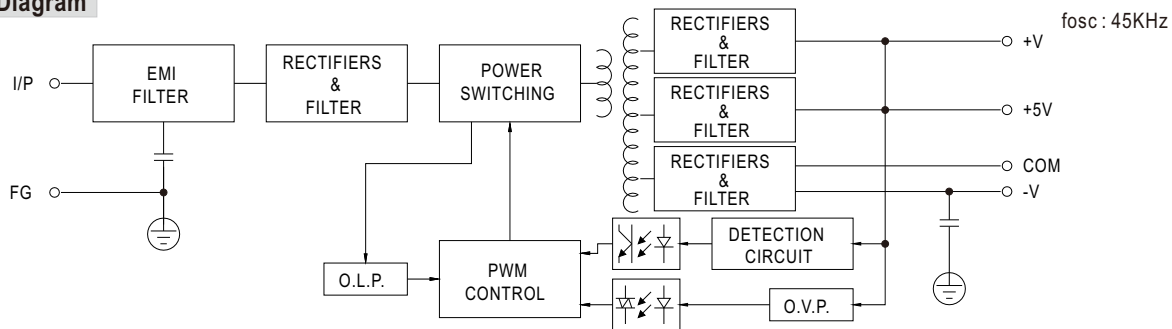 Diagram
fosc : 45KHz
I/P
EMI
FILTER
RECTIFIERS
&
FILTER
POWER
SWITCHING
RECTIFIERS
&
FILTER
+V
RECTIFIERS
&
FILTER
+5V
RECTIFIERS
&
FILTER
COM
-V
FG
O.L.P.
PWM
CONTROL
DETECTION
CIRCUIT
O.V.P.